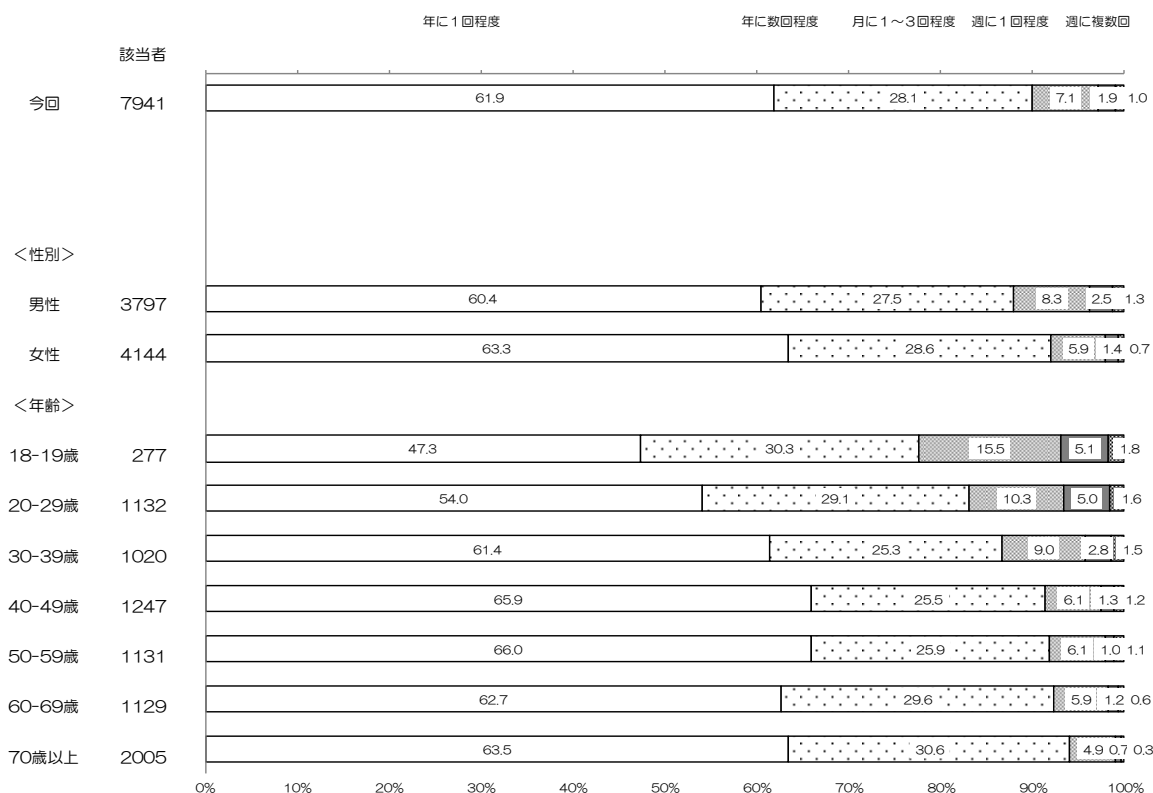 年に１回程度 年に数回程度 月に１～３回程度 週に１回程度 週に複数回
該当者
今回 7941 61.9 28.1 7.1 1.9 1.0
＜性別＞
男性 3797 60.4 27.5 8.3 2.5 1.3
女性 4144 63.3 28.6 5.9 1.4 0.7
＜年齢＞
18-19歳 277 47.3 30.3 15.5 5.1 1.8
20-29歳 1132 54.0 29.1 10.3 5.0 1.6
30-39歳 1020 61.4 25.3 9.0 2.8 1.5
40-49歳 1247 65.9 25.5 6.1 1.3 1.2
50-59歳 1131 66.0 25.9 6.1 1.0 1.1
60-69歳 1129 62.7 29.6 5.9 1.2 0.6
70歳以上 2005 63.5 30.6 4.9 0.7 0.3
0% 10% 20% 30% 40% 50% 60% 70% 80% 90% 100%